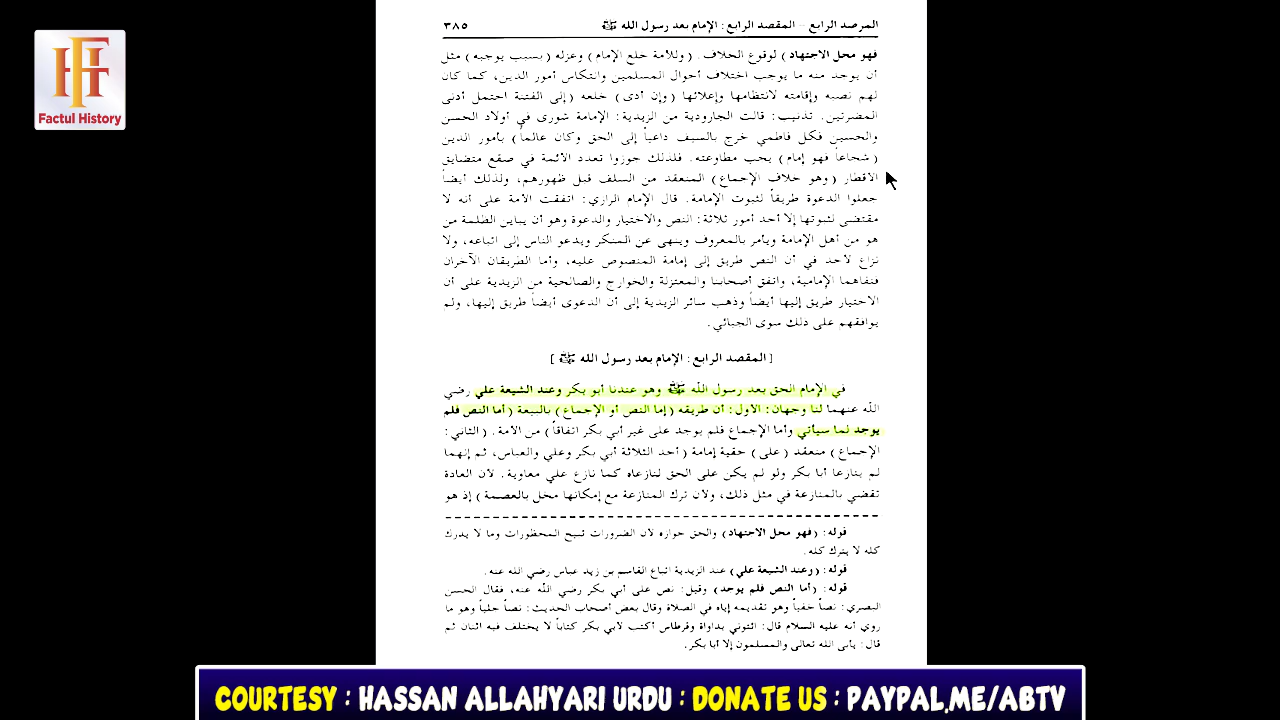 المرصد الرابع - المقصد الرابع : الإمام بعد رسول الله ﷺ ٣٨٥
Factul History
فهو محل الاجتهاد ) لوقوع الخلاف . ( وللأمة خلع الإمام ) وعزله ( بسبب يوجبه ) مثل
أن يوجد منه ما يوجب اختلاف أحوال المسلمين وانتكاس أمور الدين، كما كان
لهم نصبه وإقامته لانتظامها وإعلائها ( وإن أدى ) خلعه ( إلى الفتنة احتمل أدنى
المضرتين . تذنيب : قالت الجارودية من الزيدية : الإمامة شورى في أولاد الحسن
والحسين فكل فاطمي خرج بالسيف داعياً إلى الحق وكان عالماً ) بأمور الدين
( شجاعاً فهو إمام ) يجب مطاوعته . فلذلك جوزوا تعدد الائمة في صقع متضايق
الاقطار ( وهو خلاف الإجماع ) المنعقد من السلف قبل ظهورهم، ولذلك أيضاً
جعلوا الدعوة طريقاً لثبوت الإمامة . قال الإمام الرازي : اتفقت الأمة على أنه لا
مقتضى لثبوتها إلا أحد أمور ثلاثة : النص والاختيار والدعوة وهو أن يباين الظلمة من
هو من أهل الإمامة ويأمر بالمعروف وينهى عن المنكر ويدعو الناس إلى اتباعه، ولا
نزاع لاحد في أن النص طريق إلى إمامة المنصوص عليه، وأما الطريقان الآخران
فنفاهما الإمامية، واتفق أصحابنا والمعتزلة والخوارج والصالحية من الزيدية على أن
الاختيار طريق إليها أيضاً وذهب سائر الزيدية إلى أن الدعوى أيضاً طريق إليها، ولم
يوافقهم على ذلك سوى الجبائي .
[ المقصد الرابع : الإمام بعد رسول الله ﷺ ]
في الإمام الحق بعد رسول الله ﷺ وهو عندنا أبو بكر وعند الشيعة علي رضي
الله عنهما لنا وجهان : الأول : أن طريقه ( إما النص أو الإجماع ) بالبيعة ( أما النص فلم
يوجد لما سيأتي وأما الإجماع فلم يوجد على غير أبي بكر اتفاقاً ) من الأمة . ( الثاني :
الإجماع ) منعقد ( على ) حقية إمامة ( أحد الثلاثة أبي بكر وعلي والعباس، ثم إنهما
لم ينازعا أبا بكر ولو لم يكن على الحق لنازعاه كما نازع علي معاوية . لان العادة
تقضي بالمنازعة في مثل ذلك، ولان ترك المنازعة مع إمكانها مخل بالعصمة ) إذ هو
قوله : ( فهو محل الاجتهاد ) والحق جوازه لان الضرورات تبيح المحظورات وما لا يدرك
كله لا يترك كله .
قوله : ( وعند الشيعة علي ) عند الزيدية اتباع القاسم بن زيد عباس رضي الله عنه .
قوله : ( أما النص فلم يوجد ) وقيل : نص على أبي بكر رضي الله عنه، فقال الحسن
البصري : نصاً خفياً وهو تقديمه إياه في الصلاة وقال بعض أصحاب الحديث : نصاً جلياً وهو ما
روي أنه عليه السلام قال : ائتوني بداواة وقرطاس أكتب لابي بكر كتاباً لا يختلف فيه اثنان ثم
قال : يأبى الله تعالى والمسلمون إلا أبا بكر .
COURTESY : HASSAN ALLAHYARI URDU : DONATE US : PAYPAL.ME/ABTV